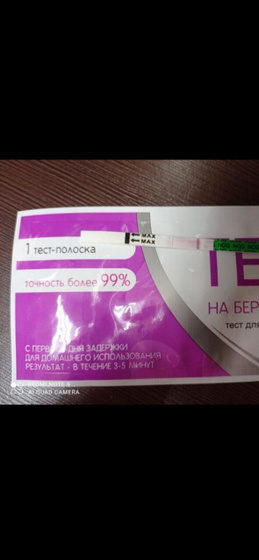 MAX
MAX
1 тест-полоска
точность более 99%
НА БЕР
тест для
С ПЕРВОГО ДНЯ ЗАДЕРЖКИ
ДЛЯ ДОМАШНЕГО ИСПОЛЬЗОВАНИЯ
РЕЗУЛЬТАТ - В ТЕЧЕНИЕ 3-5 МИНУТ
AI QUAD CAMERA